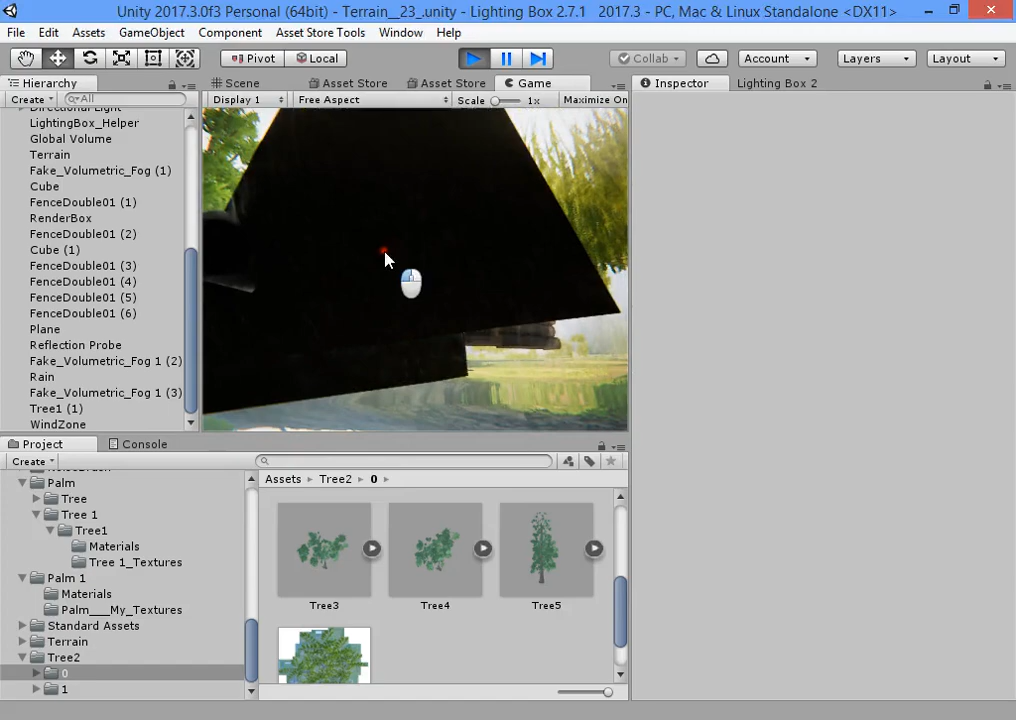 Unity 2017.3.0f3 Personal (64bit) - Terrain__23_.unity - Lighting Box 2.7.1   2017.3 - PC, Mac & Linux Standalone <DX11>
File Edit Assets GameObject Component Asset Store Tools Window Help
Pivot Local Collab Account Layers Layout
Hierarchy Scene Asset Store Asset Store Game Inspector Lighting Box 2
Create All Display 1 Free Aspect Scale 1x Maximize On
Directional Light
LightingBox_Helper
Global Volume
Terrain
Fake_Volumetric_Fog (1)
Cube
FenceDouble01 (1)
RenderBox
FenceDouble01 (2)
Cube (1)
FenceDouble01 (3)
FenceDouble01 (4)
FenceDouble01 (5)
FenceDouble01 (6)
Plane
Reflection Probe
Fake_Volumetric_Fog 1 (2)
Rain
Fake_Volumetric_Fog 1 (3)
Tree1 (1)
WindZone
Project Console
Create
Assets Tree2 0
Palm
Tree
Tree 1
Tree1
Materials
Tree 1_Textures
Palm 1
Materials
Palm___My_Textures
Standard Assets
Terrain
Tree2
0
1
Tree3 Tree4 Tree5